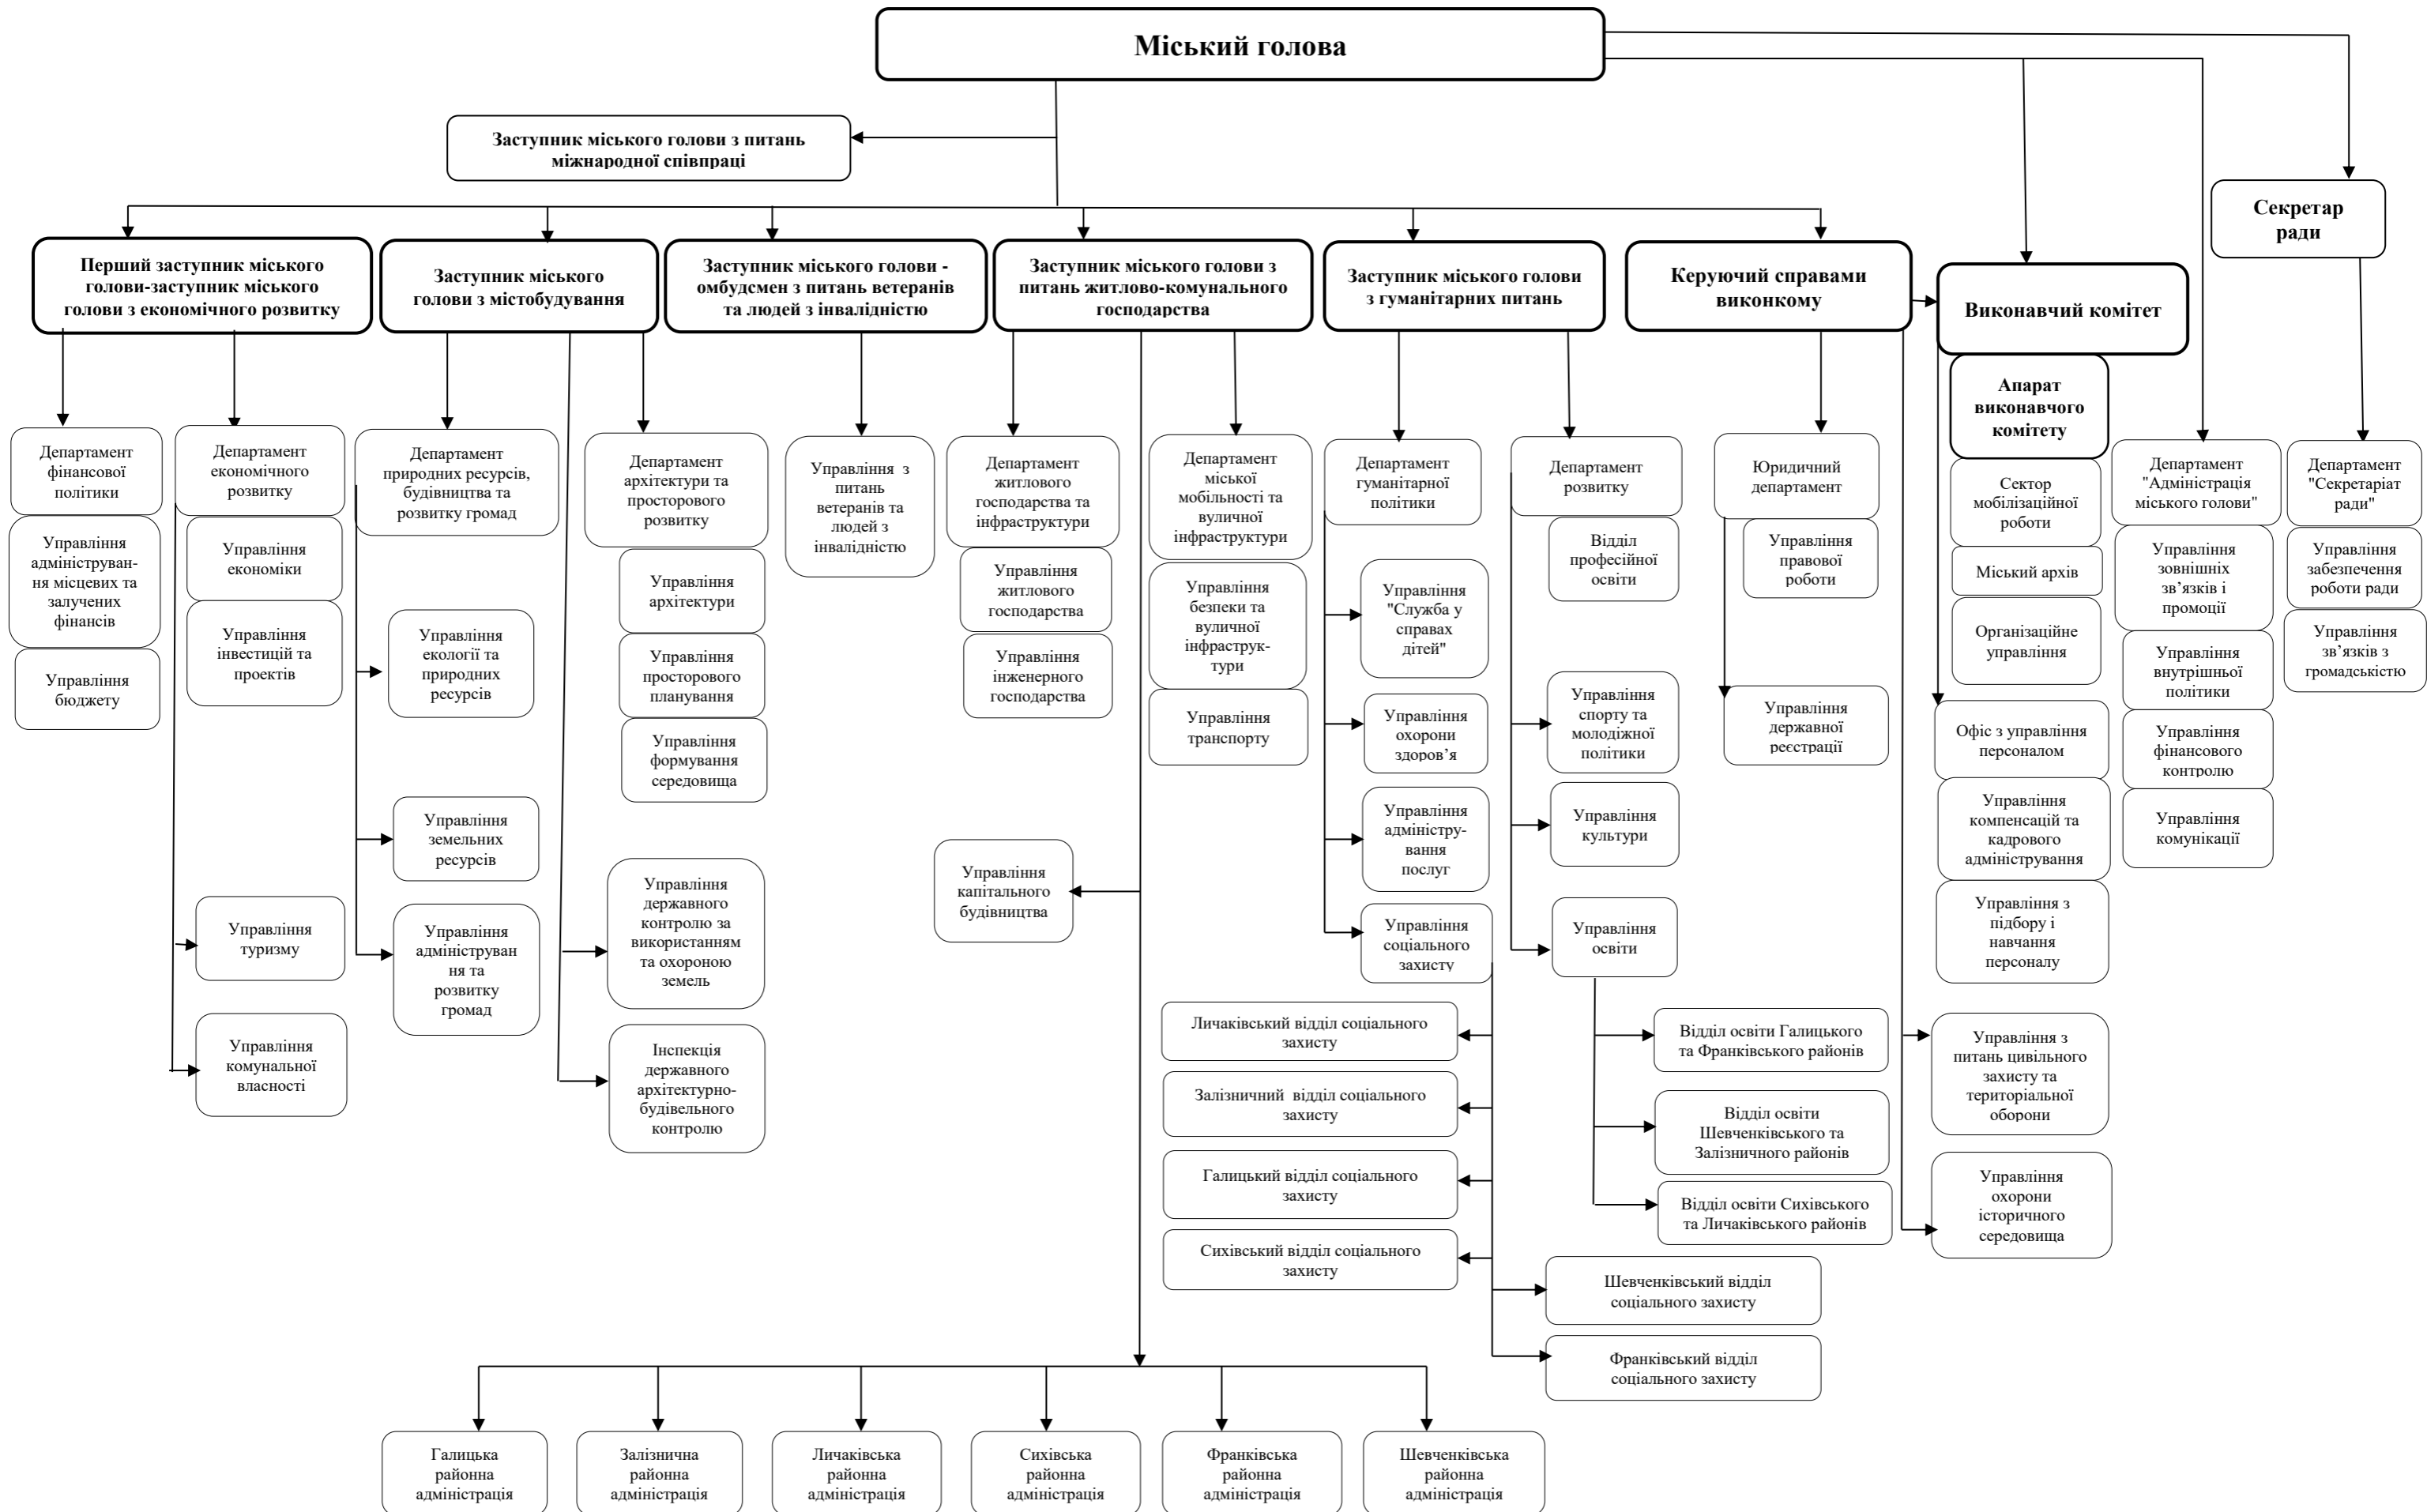 Міський голова
Заступник міського голови з питань
міжнародної співпраці
Секретар
ради
Перший заступник міського
голови-заступник міського
голови з економічного розвитку
Заступник міського
голови з містобудування
Заступник міського голови -
омбудсмен з питань ветеранів
та людей з інвалідністю
Заступник міського голови з
питань житлово-комунального
господарства
Заступник міського голови
з гуманітарних питань
Керуючий справами
виконкому
Виконавчий комітет
Апарат
виконавчого
комітету
Департамент
фінансової
політики
Управління
адмініструван-
ня місцевих та
залучених
фінансів
Управління
бюджету
Департамент
економічного
розвитку
Управління
економіки
Управління
інвестицій та
проектів
Управління
туризму
Управління
комунальної
власності
Департамент
природних ресурсів,
будівництва та
розвитку громад
Управління
екології та
природних
ресурсів
Управління
земельних
ресурсів
Управління
адмініструван
ня та
розвитку
громад
Департамент
архітектури та
просторового
розвитку
Управління
архітектури
Управління
просторового
планування
Управління
формування
середовища
Управління
державного
контролю за
використанням
та охороною
земель
Інспекція
державного
архітектурно-
будівельного
контролю
Управління з
питань
ветеранів та
людей з
інвалідністю
Департамент
житлового
господарства та
інфраструктури
Управління
житлового
господарства
Управління
інженерного
господарства
Управління
капітального
будівництва
Департамент
міської
мобільності та
вуличної
інфраструктури
Управління
безпеки та
вуличної
інфраструк-
тури
Управління
транспорту
Департамент
гуманітарної
політики
Управління
"Служба у
справах
дітей"
Управління
охорони
здоров’я
Управління
адміністру-
вання
послуг
Управління
соціального
захисту
Департамент
розвитку
Відділ
професійної
освіти
Управління
спорту та
молодіжної
політики
Управління
культури
Управління
освіти
Юридичний
департамент
Управління
правової
роботи
Управління
державної
реєстрації
Сектор
мобілізаційної
роботи
Міський архів
Організаційне
управління
Офіс з управління
персоналом
Управління
компенсацій та
кадрового
адміністрування
Управління з
підбору і
навчання
персоналу
Управління з
питань цивільного
захисту та
територіальної
оборони
Управління
охорони
історичного
середовища
Департамент
"Адміністрація
міського голови"
Управління
зовнішніх
зв’язків і
промоції
Управління
внутрішньої
політики
Управління
фінансового
контролю
Управління
комунікації
Департамент
"Секретаріат
ради"
Управління
забезпечення
роботи ради
Управління
зв’язків з
громадськістю
Личаківський відділ соціального
захисту
Залізничний відділ соціального
захисту
Галицький відділ соціального
захисту
Сихівський відділ соціального
захисту
Шевченківський відділ
соціального захисту
Франківський відділ
соціального захисту
Відділ освіти Галицького
та Франківського районів
Відділ освіти
Шевченківського та
Залізничного районів
Відділ освіти Сихівського
та Личаківського районів
Галицька
районна
адміністрація
Залізнична
районна
адміністрація
Личаківська
районна
адміністрація
Сихівська
районна
адміністрація
Франківська
районна
адміністрація
Шевченківська
районна
адміністрація